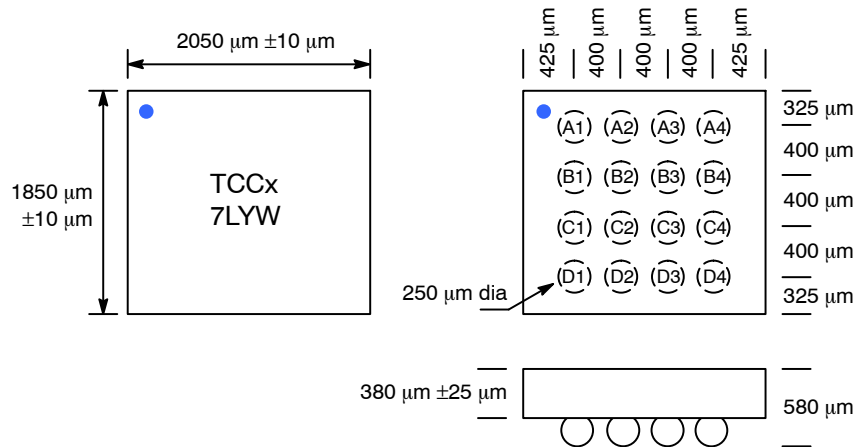 2050 μm ±10 μm
1850 μm
±10 μm
TCCx
7LYW
425 μm
400 μm
400 μm
400 μm
425 μm
A1 A2 A3 A4
B1 B2 B3 B4
C1 C2 C3 C4
D1 D2 D3 D4
325 μm
400 μm
400 μm
400 μm
325 μm
250 μm dia
380 μm ±25 μm
580 μm